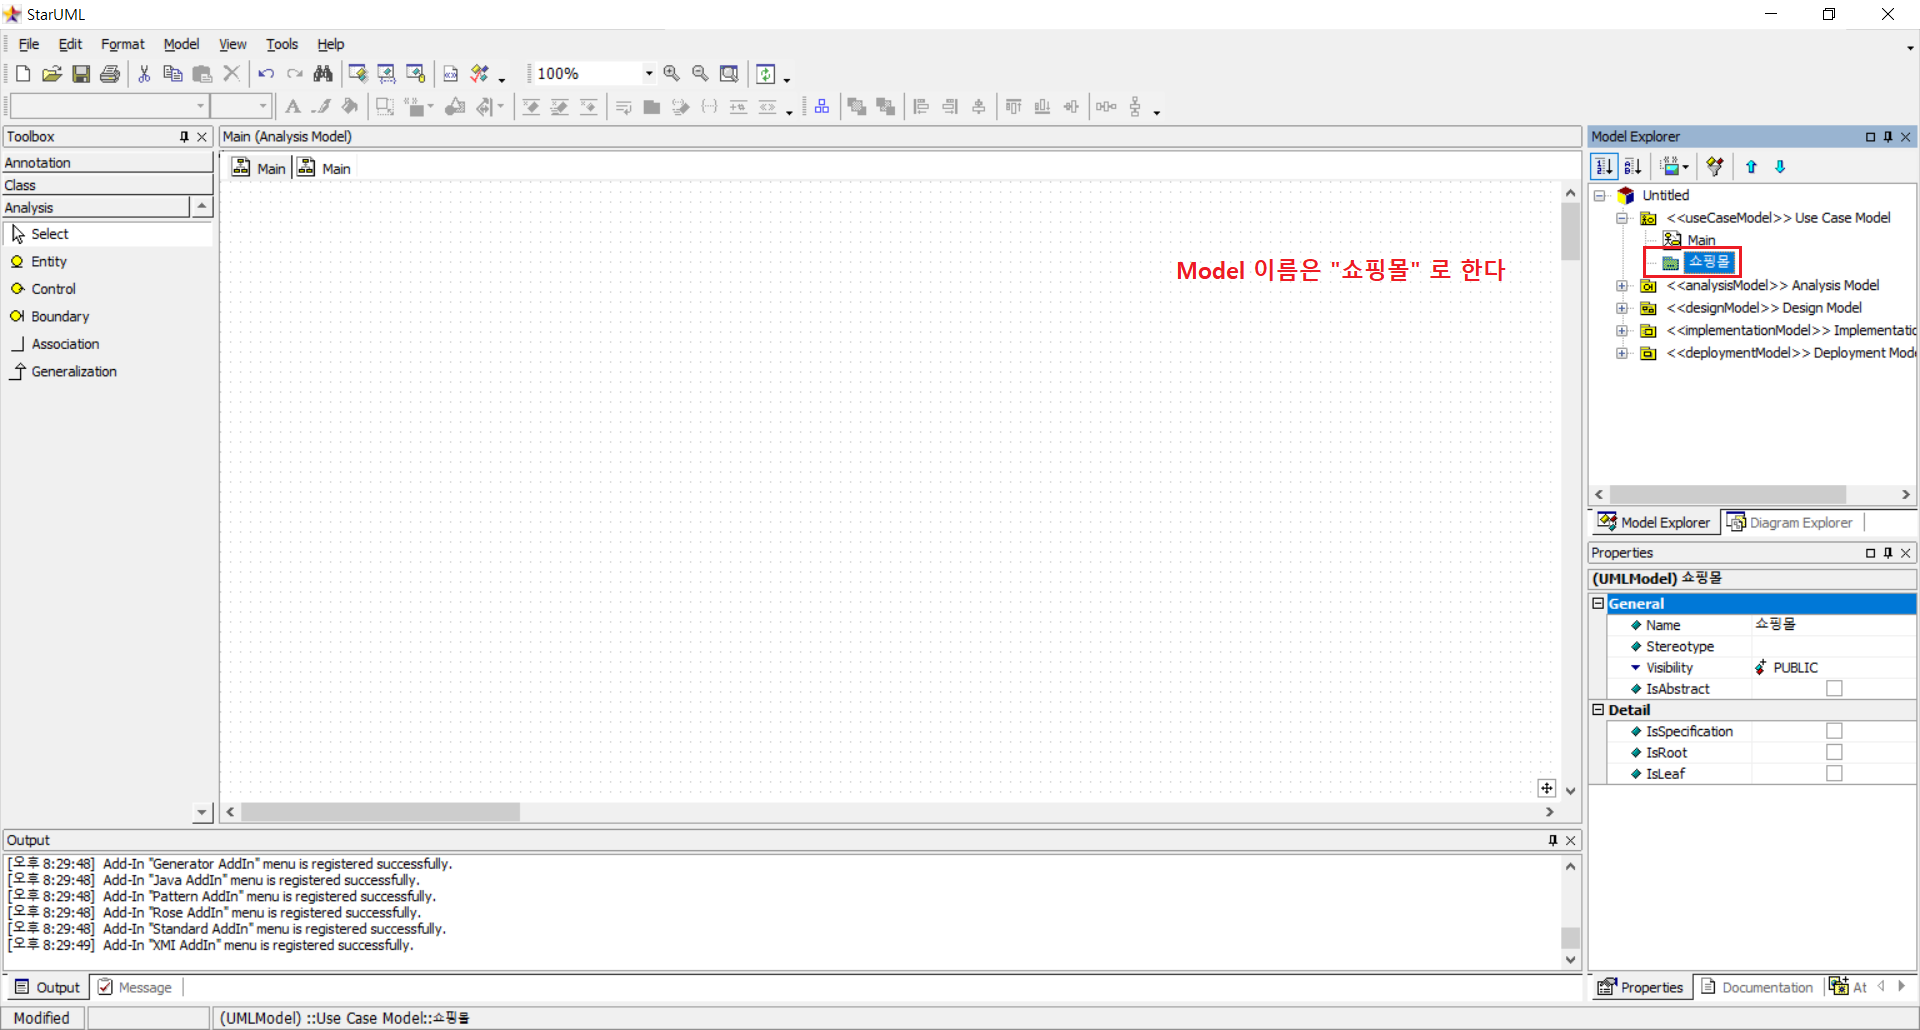 StarUML
File Edit Format Model View Tools Help
100%
Toolbox
Annotation
Class
Analysis
Select
Entity
Control
Boundary
Association
Generalization
Main (Analysis Model)
Main Main
Model 이름은 "쇼핑몰" 로 한다
Model Explorer
Untitled
<<useCaseModel>> Use Case Model
Main
쇼핑몰
<<analysisModel>> Analysis Model
<<designModel>> Design Model
<<implementationModel>> Implementatic
<<deploymentModel>> Deployment Mode
Model Explorer Diagram Explorer
Properties
(UMLModel) 쇼핑몰
General
Name 쇼핑몰
Stereotype
Visibility PUBLIC
IsAbstract
Detail
IsSpecification
IsRoot
IsLeaf
Properties Documentation At
Output
[오후 8:29:48] Add-In "Generator AddIn" menu is registered successfully.
[오후 8:29:48] Add-In "Java AddIn" menu is registered successfully.
[오후 8:29:48] Add-In "Pattern AddIn" menu is registered successfully.
[오후 8:29:48] Add-In "Rose AddIn" menu is registered successfully.
[오후 8:29:48] Add-In "Standard AddIn" menu is registered successfully.
[오후 8:29:49] Add-In "XMI AddIn" menu is registered successfully.
Output Message
Modified
(UMLModel) ::Use Case Model::쇼핑몰